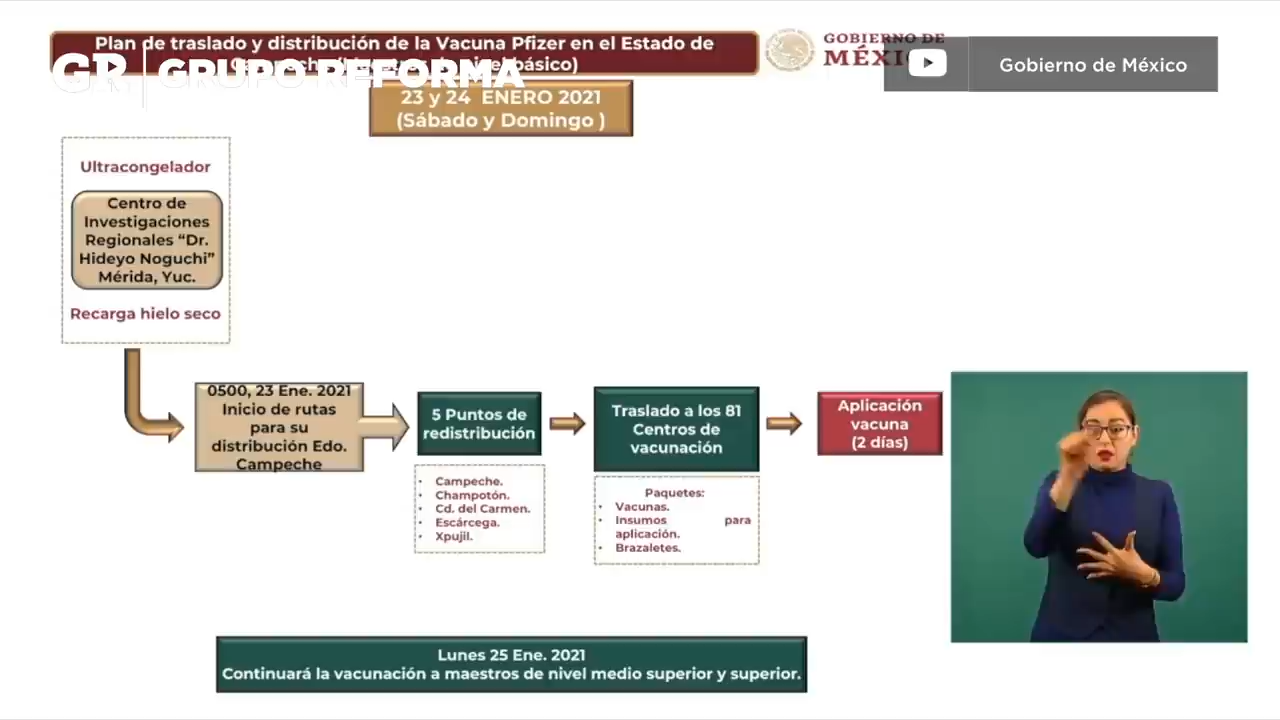 Plan de traslado y distribución de la Vacuna Pfizer en el Estado de
básico)
GR GRUPO REFORMA
GOBIERNO DE
MÉXICO
Gobierno de México
23 y 24 ENERO 2021
(Sábado y Domingo )
Ultracongelador
Centro de
Investigaciones
Regionales “Dr.
Hideyo Noguchi”
Mérida, Yuc.
Recarga hielo seco
0500, 23 Ene. 2021
Inicio de rutas
para su
distribución Edo.
Campeche
5 Puntos de
redistribución
• Campeche.
• Champotón.
• Cd. del Carmen.
• Escárcega.
• Xpujil.
Traslado a los 81
Centros de
vacunación
Paquetes:
• Vacunas.
• Insumos para
aplicación.
• Brazaletes.
Aplicación
vacuna
(2 días)
Lunes 25 Ene. 2021
Continuará la vacunación a maestros de nivel medio superior y superior.